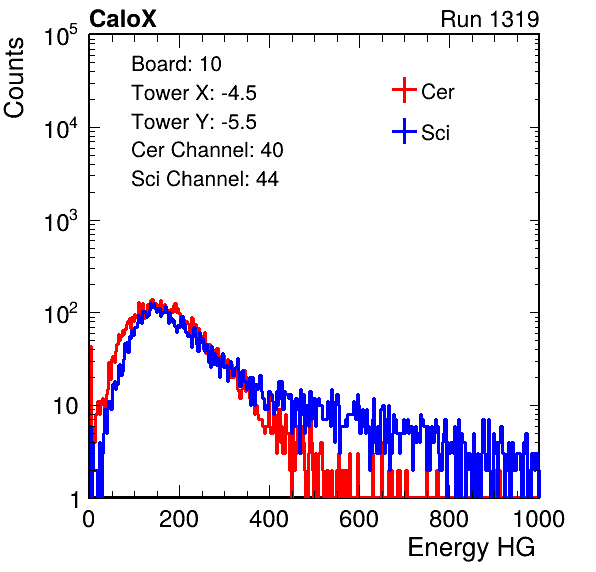 CaloX Run 1319
Counts
10^5
10^4
10^3
10^2
10
1
Board: 10
Tower X: -4.5
Tower Y: -5.5
Cer Channel: 40
Sci Channel: 44
Cer
Sci
0 200 400 600 800 1000
Energy HG